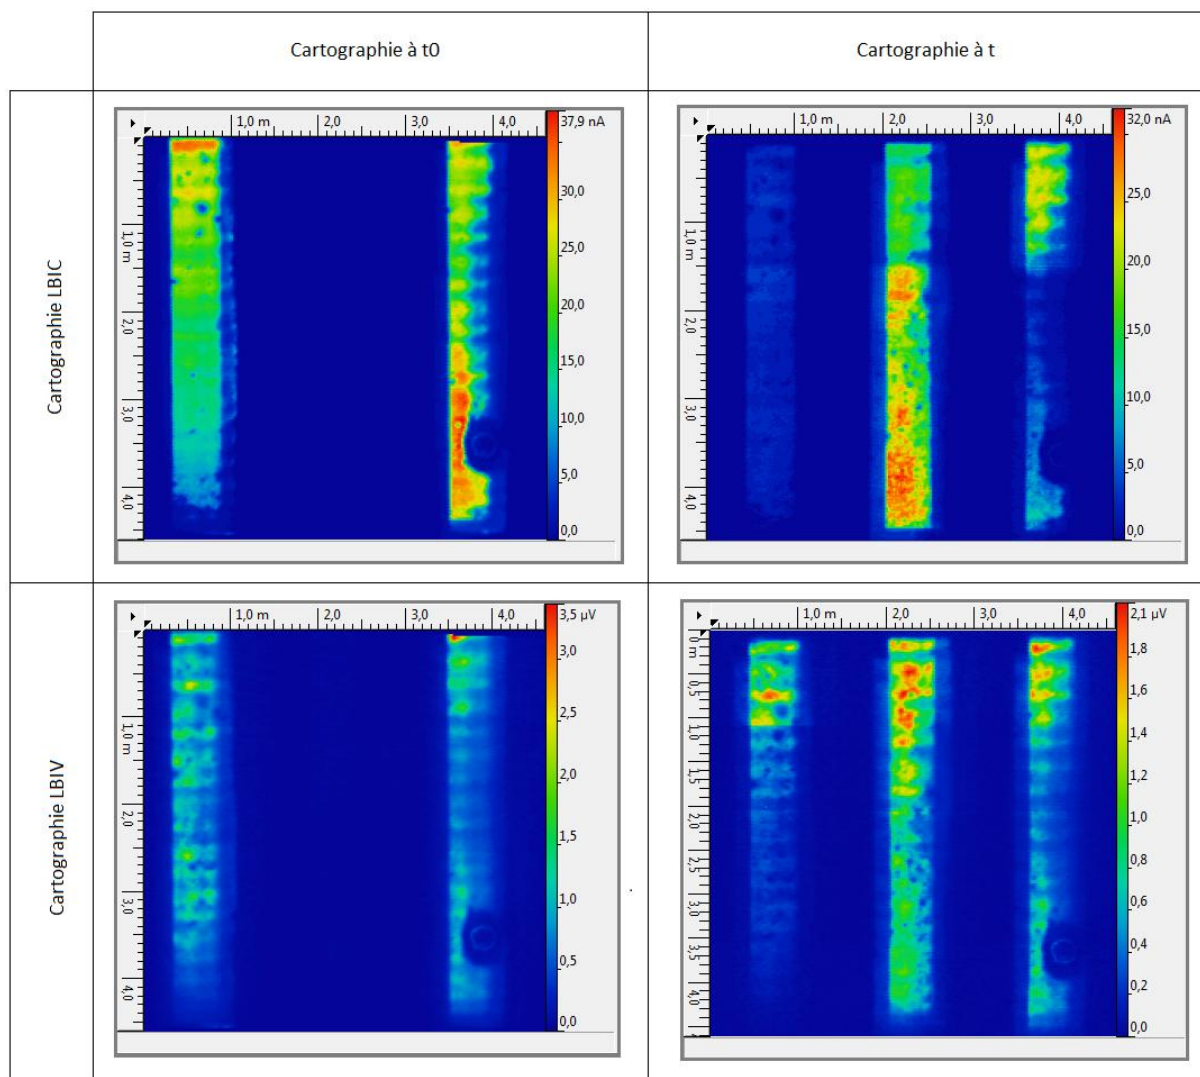 Cartographie à t0
Cartographie à t
Cartographie LBIC
1,0 m 2,0 3,0 4,0
37,9 nA
30,0
25,0
20,0
15,0
10,0
5,0
0,0
1,0 m
2,0
3,0
4,0
1,0 m 2,0 3,0 4,0
32,0 nA
25,0
20,0
15,0
10,0
5,0
0,0
1,0 m
2,0
3,0
4,0
Cartographie LBIV
1,0 m 2,0 3,0 4,0
3,5 µV
3,0
2,5
2,0
1,5
1,0
0,5
0,0
1,0 m
2,0
3,0
4,0
1,0 m 2,0 3,0 4,0
2,1 µV
1,8
1,6
1,4
1,2
1,0
0,8
0,6
0,4
0,2
0,0
0 m
0,5
1,0
1,5
2,0
2,5
3,0
3,5
4,0